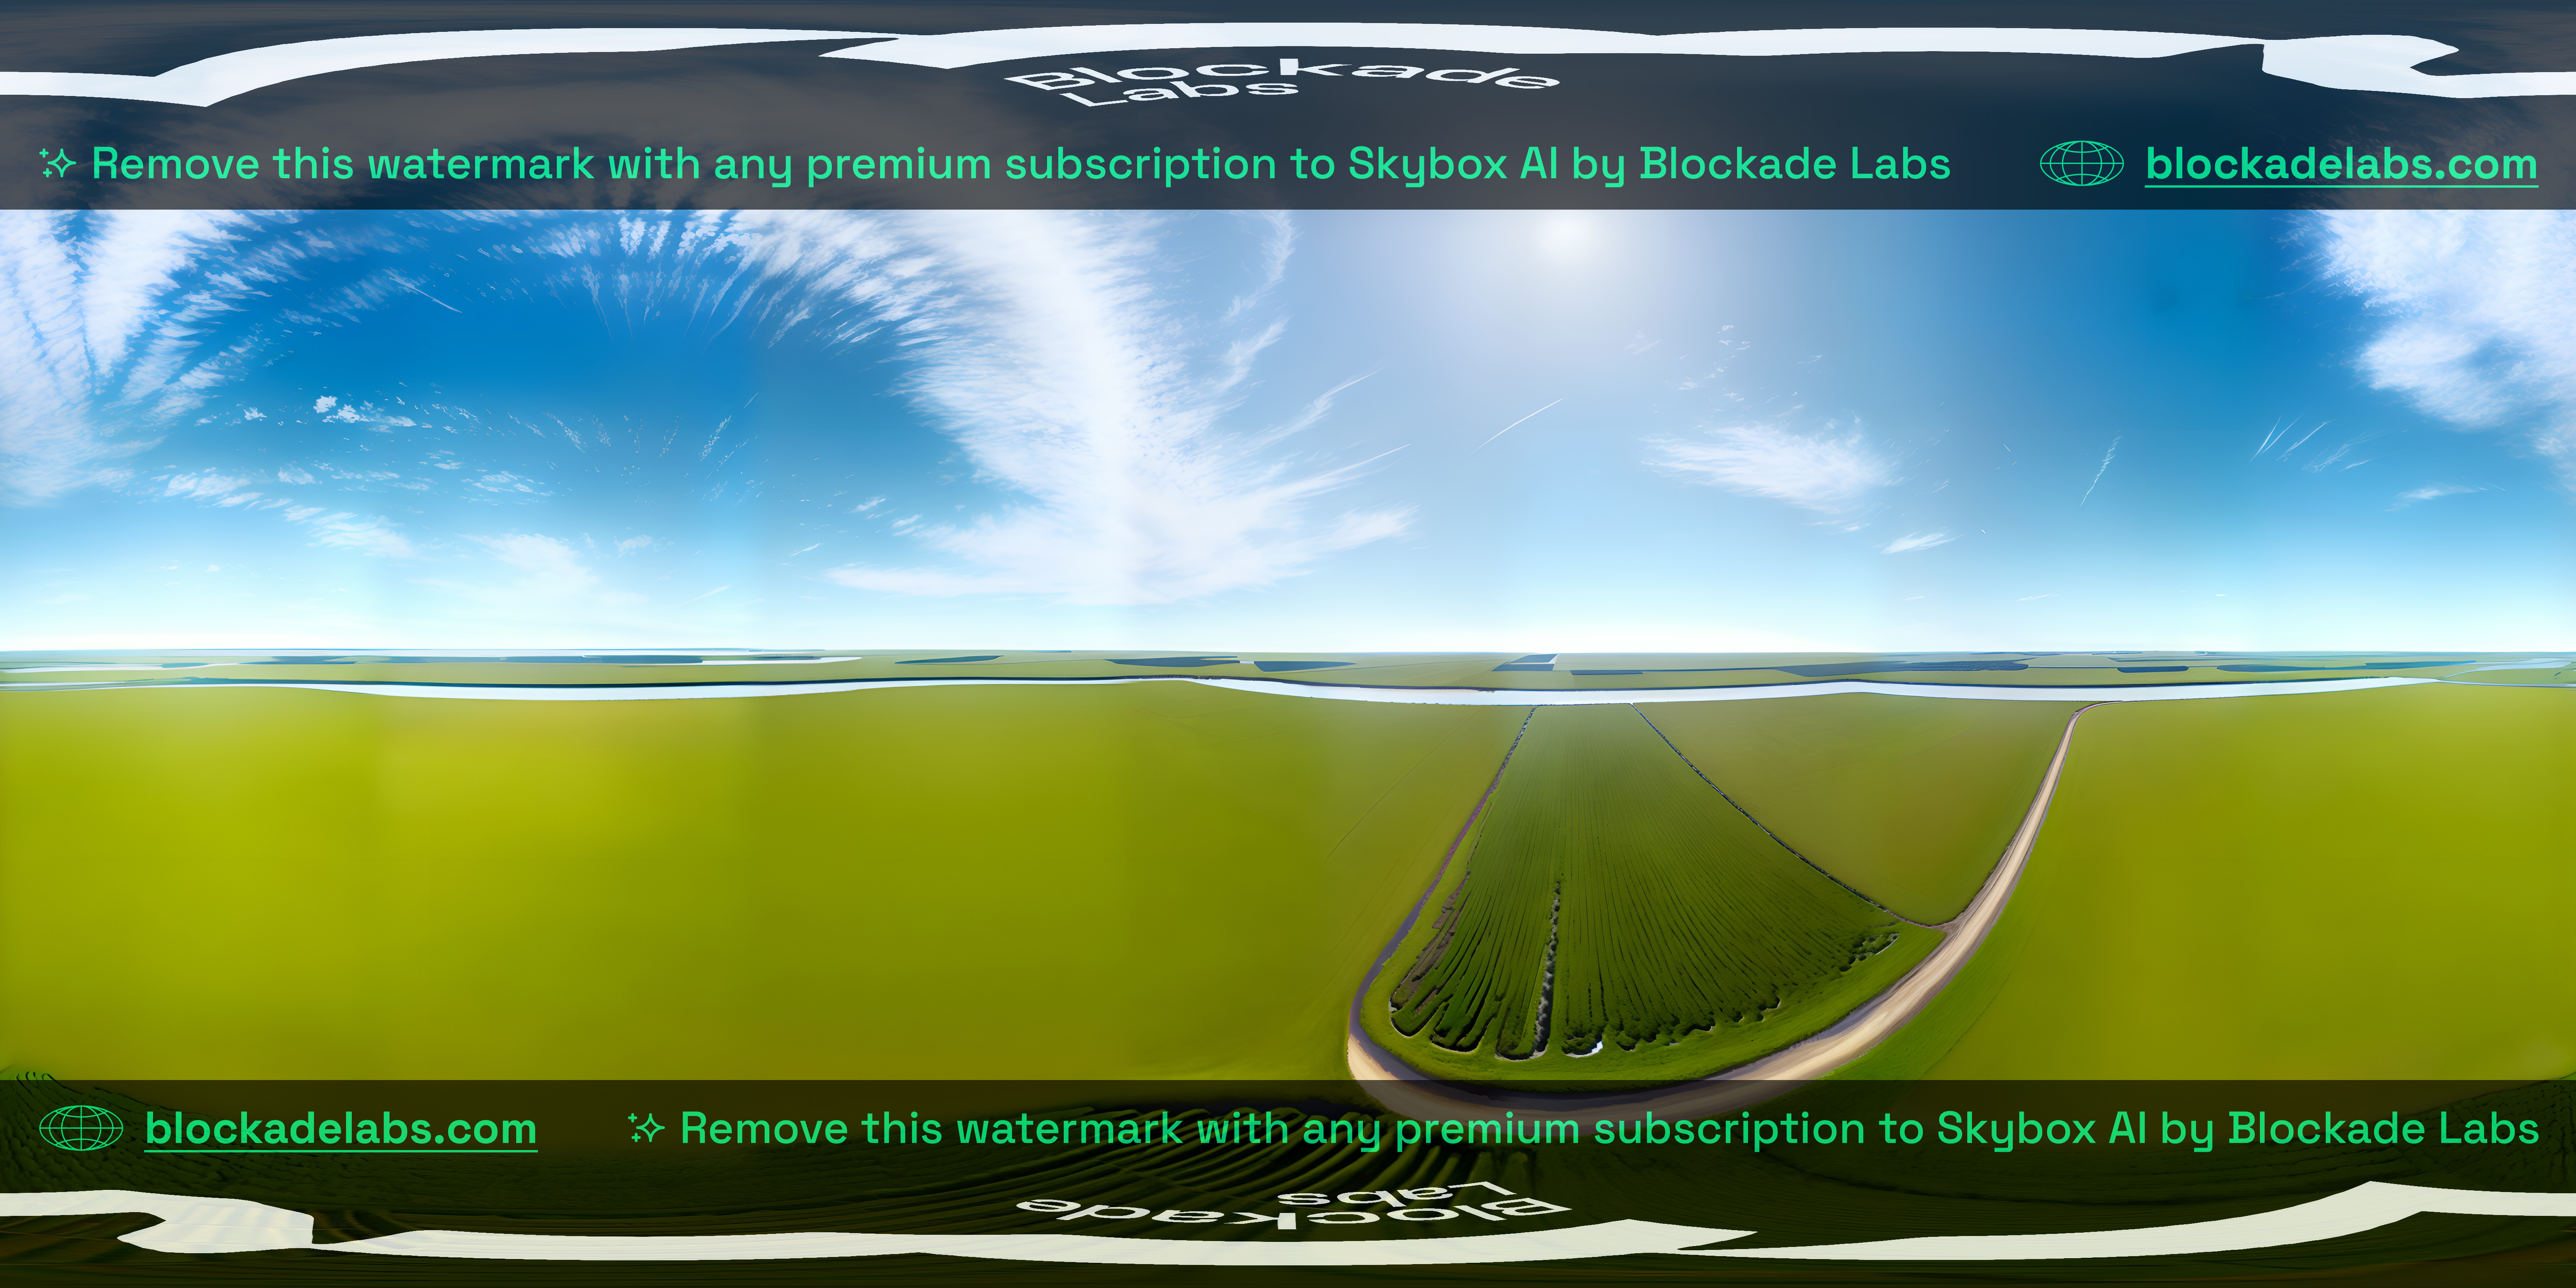 Blockade
Labs
Remove this watermark with any premium subscription to Skybox AI by Blockade Labs
blockadelabs.com
blockadelabs.com
Remove this watermark with any premium subscription to Skybox AI by Blockade Labs
Labs
Blockade